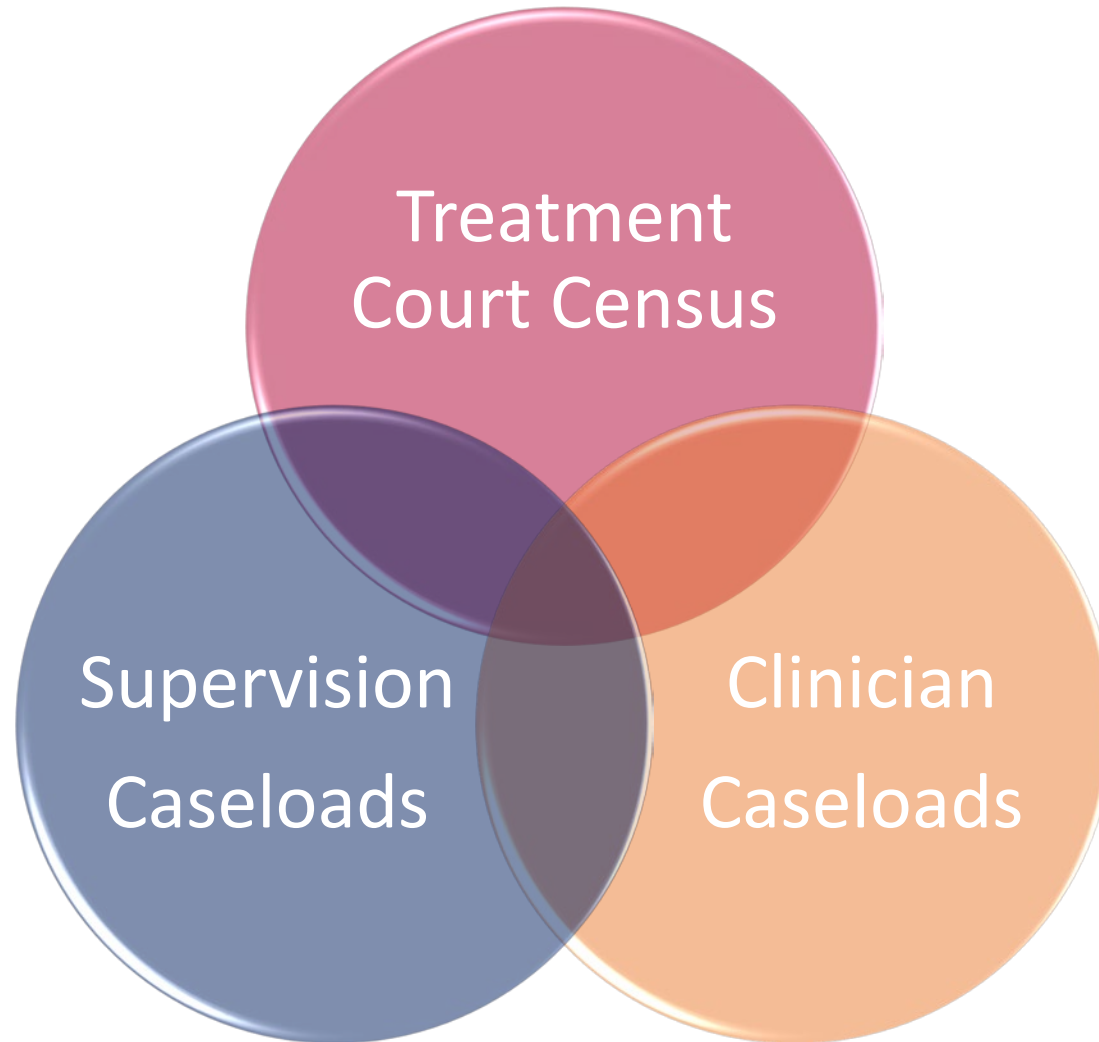 Treatment
Court Census
Supervision
Caseloads
Clinician
Caseloads